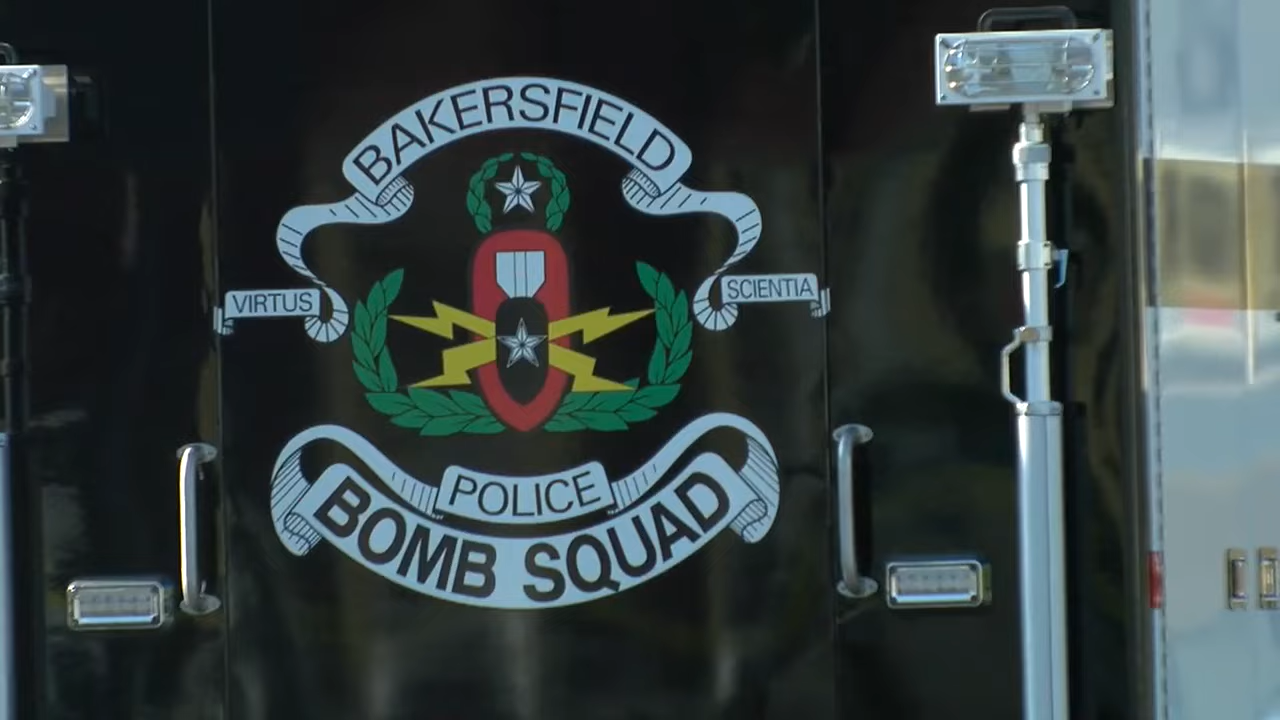 BAKERSFIELD
VIRTUS
SCIENTIA
POLICE
BOMB SQUAD